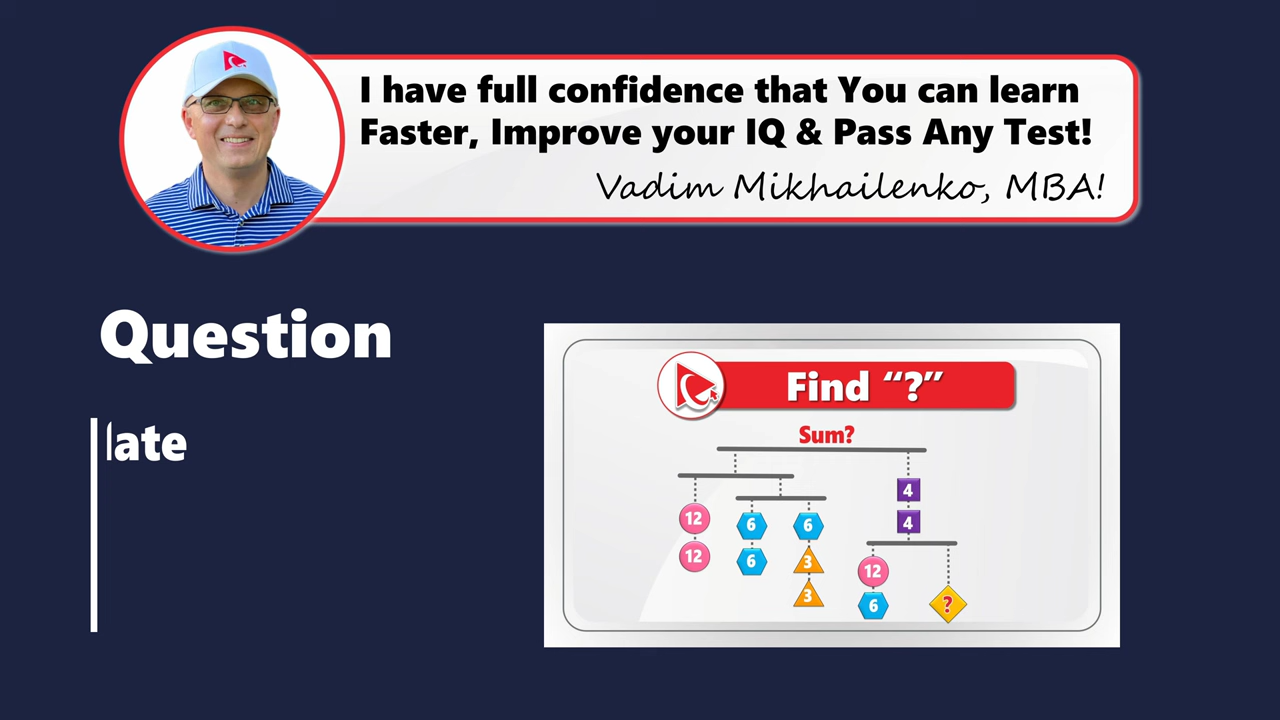 I have full confidence that You can learn
Faster, Improve your IQ & Pass Any Test!
Vadim Mikhailenko, MBA!
Question
ate
Find “?”
Sum?
4
4
12 6 6
12 6 3
3
12
6 ?